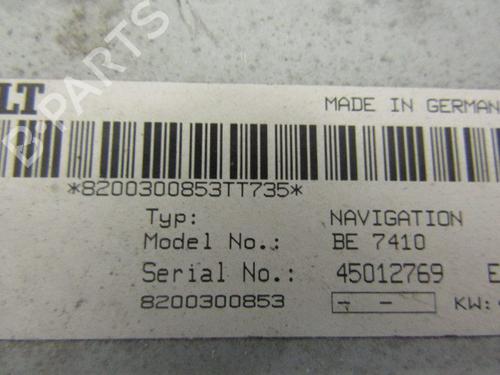 B-PARTS
LT
MADE IN GERMAN
*8200300853TT735*
Typ: NAVIGATION
Model No.: BE 7410
Serial No.: 45012769 E
8200300853 - - KW: